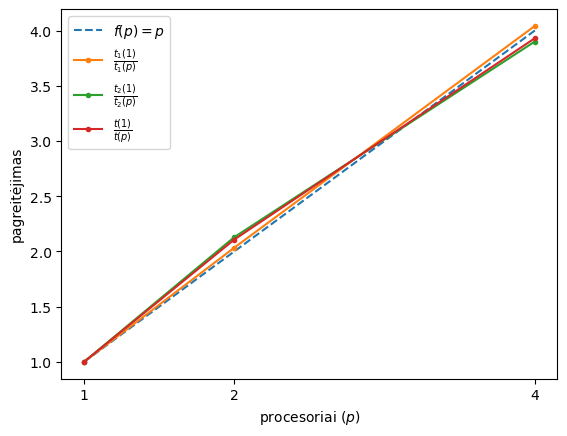 f(p) = p
t₁(1)/t₁(p)
t₂(1)/t₂(p)
t(1)/t(p)
4.0
3.5
3.0
2.5
2.0
1.5
1.0
pagreitėjimas
1 2 4
procesoriai (p)